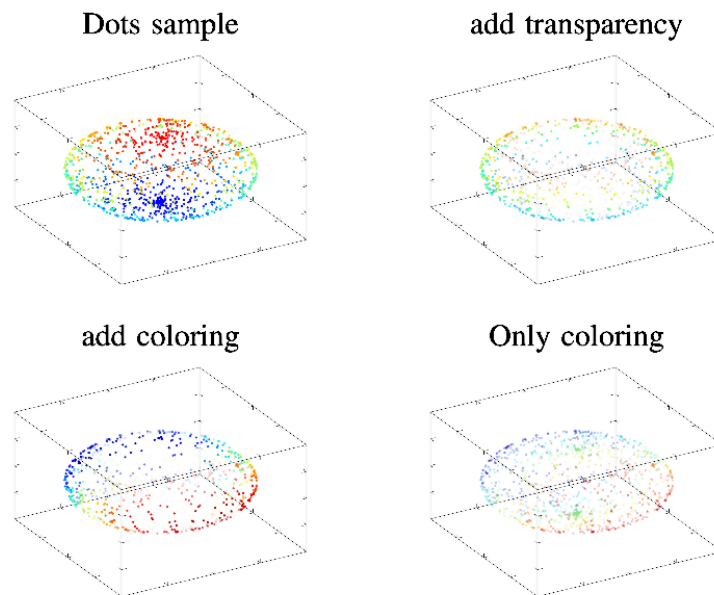 Dots sample
add transparency
add coloring
Only coloring